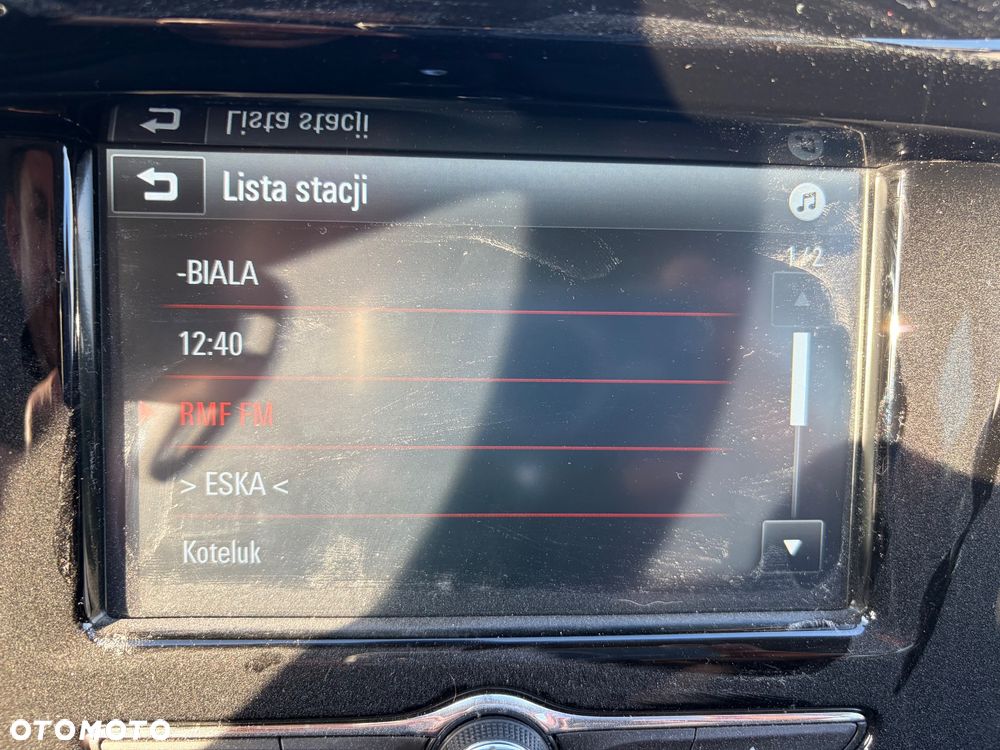 Lista stacji
Lista stacji
1/2
-BIALA
12:40
RMF FM
> ESKA <
Koteluk
OTOMOTO